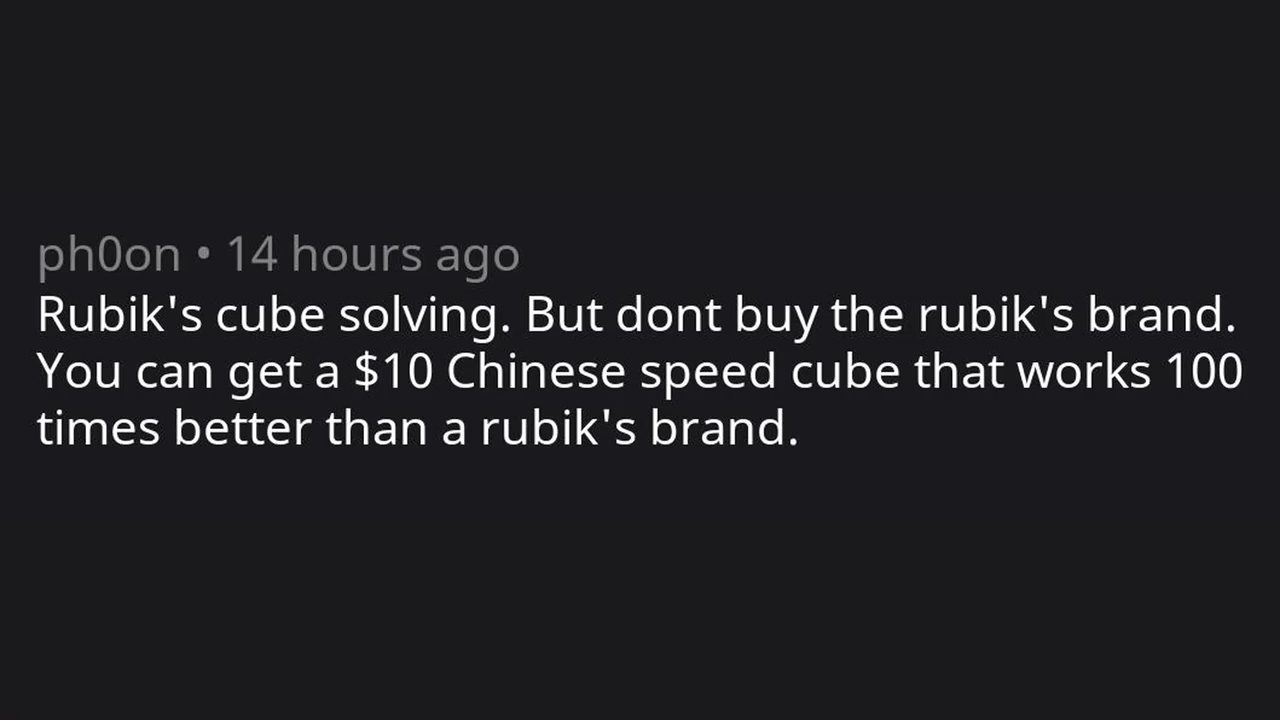 ph0on • 14 hours ago
Rubik's cube solving. But dont buy the rubik's brand.
You can get a $10 Chinese speed cube that works 100
times better than a rubik's brand.